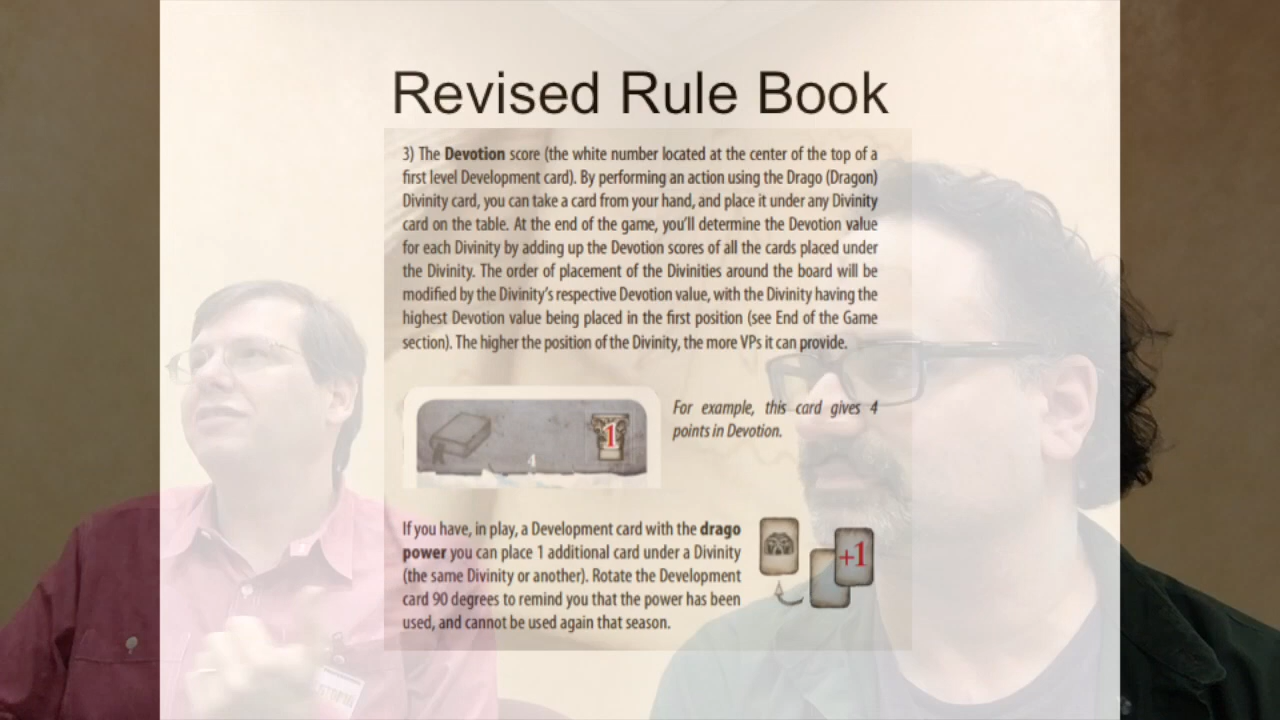 Revised Rule Book
3) The Devotion score (the white number located at the center of the top of a
first level Development card). By performing an action using the Drago (Dragon)
Divinity card, you can take a card from your hand, and place it under any Divinity
card on the table. At the end of the game, you'll determine the Devotion value
for each Divinity by adding up the Devotion scores of all the cards placed under
the Divinity. The order of placement of the Divinities around the board will be
modified by the Divinity's respective Devotion value, with the Divinity having the
highest Devotion value being placed in the first position (see End of the Game
section). The higher the position of the Divinity, the more VPs it can provide.
For example, this card gives 4
points in Devotion.
1
4
If you have, in play, a Development card with the drago
power you can place 1 additional card under a Divinity
(the same Divinity or another). Rotate the Development
card 90 degrees to remind you that the power has been
used, and cannot be used again that season.
+1